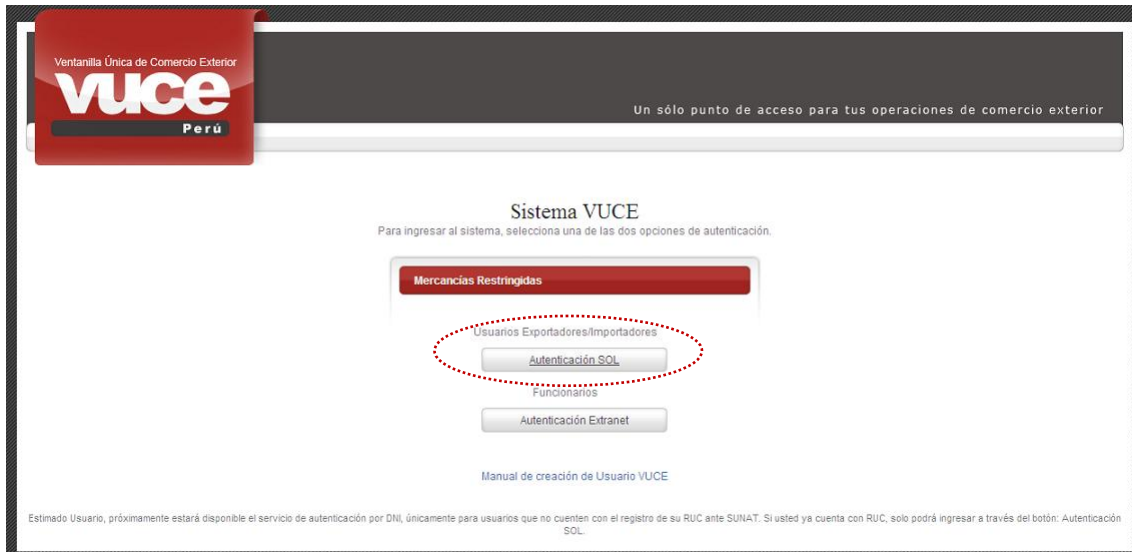 Ventanilla Única de Comercio Exterior
vuce
Perú
Un sólo punto de acceso para tus operaciones de comercio exterior
Sistema VUCE
Para ingresar al sistema, selecciona una de las dos opciones de autenticación.
Mercancías Restringidas
Usuarios Exportadores/Importadores
Autenticación SOL
Funcionarios
Autenticación Extranet
Manual de creación de Usuario VUCE
Estimado Usuario, próximamente estará disponible el servicio de autenticación por DNI, únicamente para usuarios que no cuenten con el registro de su RUC ante SUNAT. Si usted ya cuenta con RUC, solo podrá ingresar a través del botón: Autenticación
SOL.